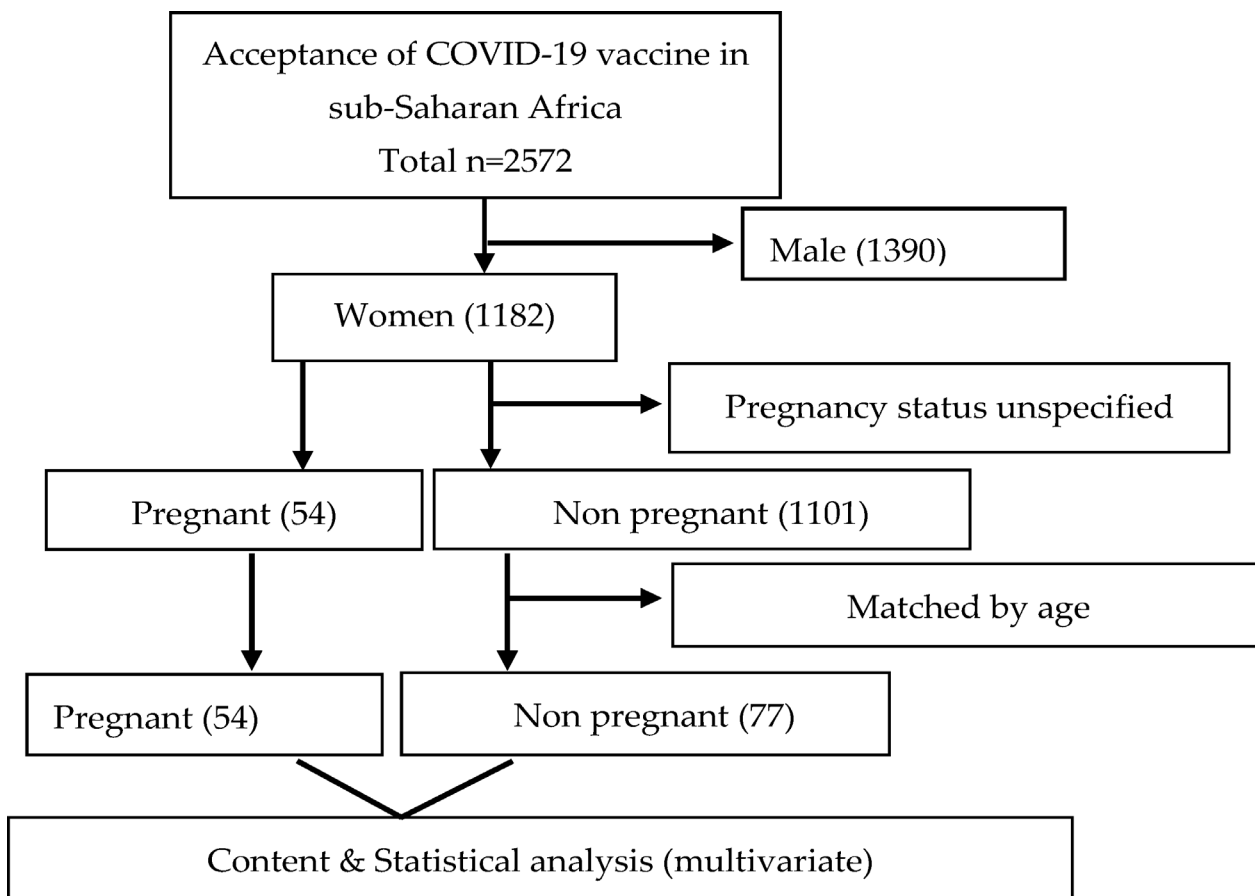 Acceptance of COVID-19 vaccine in
sub-Saharan Africa
Total n=2572
Male (1390)
Women (1182)
Pregnancy status unspecified
Pregnant (54)
Non pregnant (1101)
Matched by age
Pregnant (54)
Non pregnant (77)
Content & Statistical analysis (multivariate)